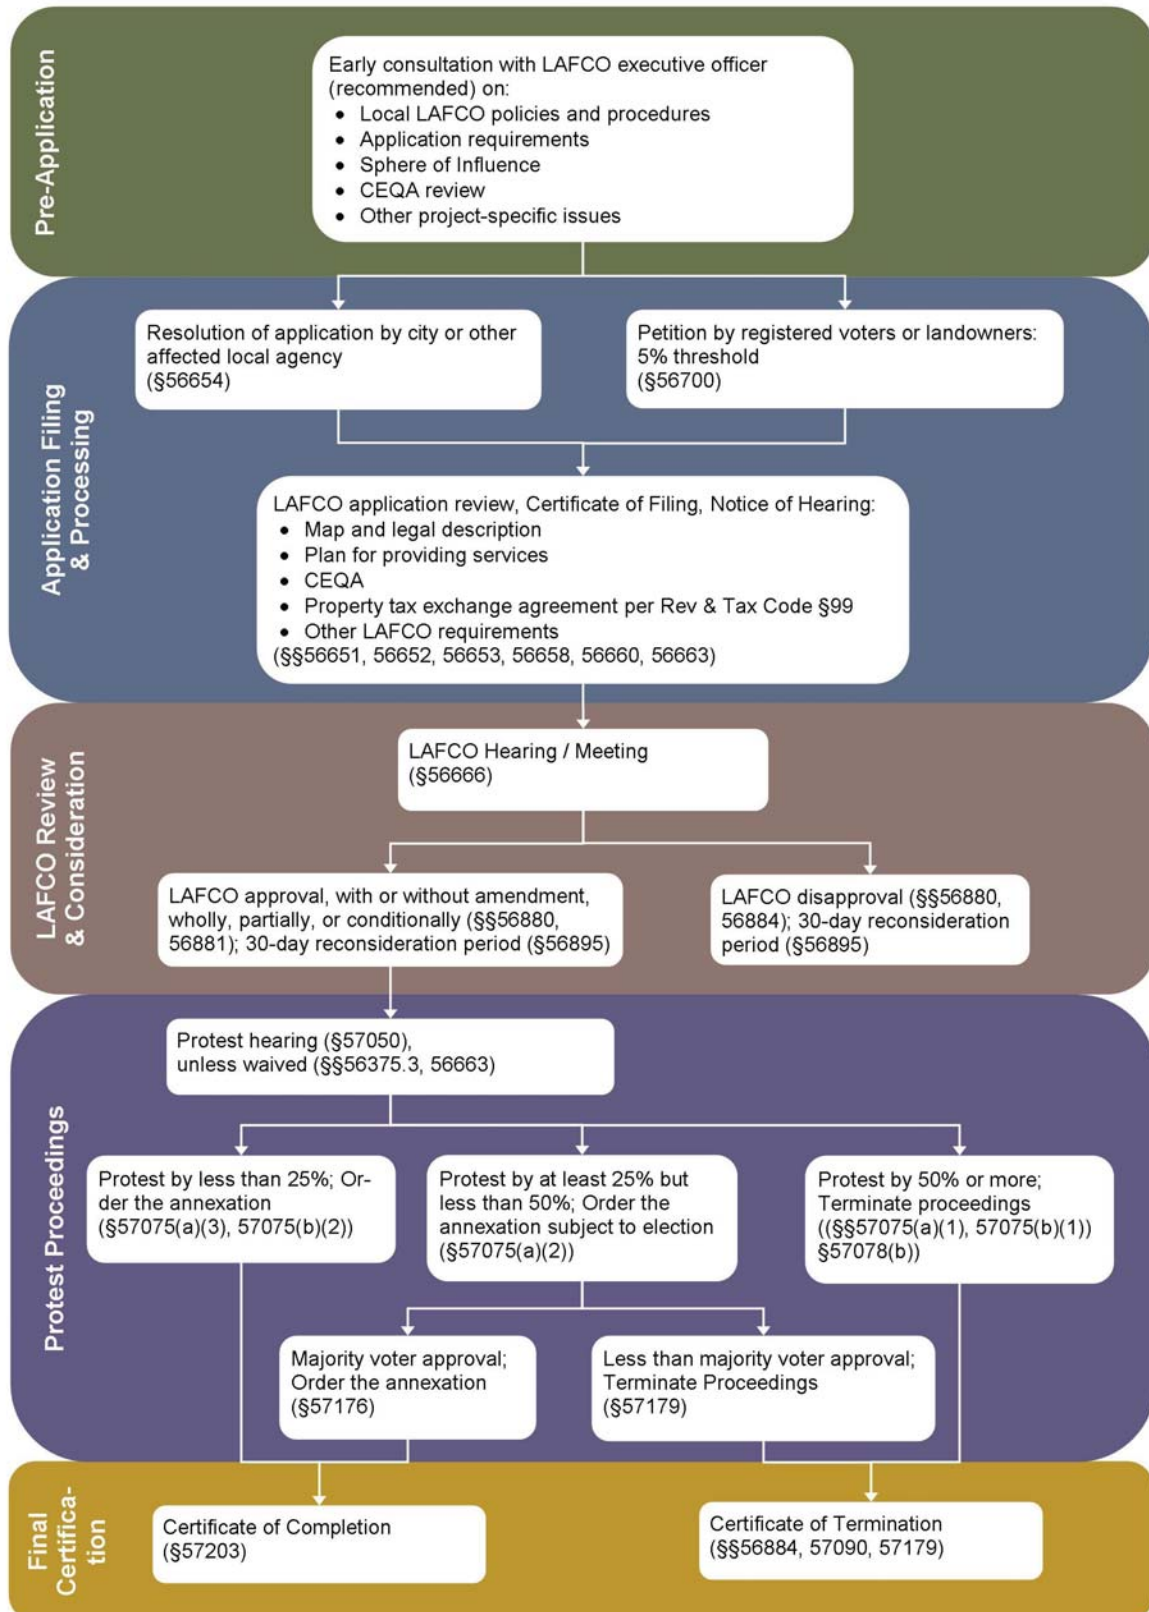 Pre-Application
Early consultation with LAFCO executive officer
(recommended) on:
• Local LAFCO policies and procedures
• Application requirements
• Sphere of Influence
• CEQA review
• Other project-specific issues
Application Filing
& Processing
Resolution of application by city or other
affected local agency
(§56654)
Petition by registered voters or landowners:
5% threshold
(§56700)
LAFCO application review, Certificate of Filing, Notice of Hearing:
• Map and legal description
• Plan for providing services
• CEQA
• Property tax exchange agreement per Rev & Tax Code §99
• Other LAFCO requirements
(§§56651, 56652, 56653, 56658, 56660, 56663)
LAFCO Review
& Consideration
LAFCO Hearing / Meeting
(§56666)
LAFCO approval, with or without amendment,
wholly, partially, or conditionally (§§56880,
56881); 30-day reconsideration period (§56895)
LAFCO disapproval (§§56880,
56884); 30-day reconsideration
period (§56895)
Protest Proceedings
Protest hearing (§57050),
unless waived (§§56375.3, 56663)
Protest by less than 25%; Or-
der the annexation
(§57075(a)(3), 57075(b)(2))
Protest by at least 25% but
less than 50%; Order the
annexation subject to election
(§57075(a)(2))
Protest by 50% or more;
Terminate proceedings
((§§57075(a)(1), 57075(b)(1))
§57078(b))
Majority voter approval;
Order the annexation
(§57176)
Less than majority voter approval;
Terminate Proceedings
(§57179)
Final
Certifica-
tion
Certificate of Completion
(§57203)
Certificate of Termination
(§§56884, 57090, 57179)